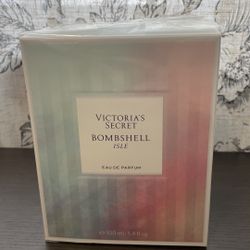 VICTORIA'S
SECRET
BOMBSHELL
ISLE
EAU DE PARFUM